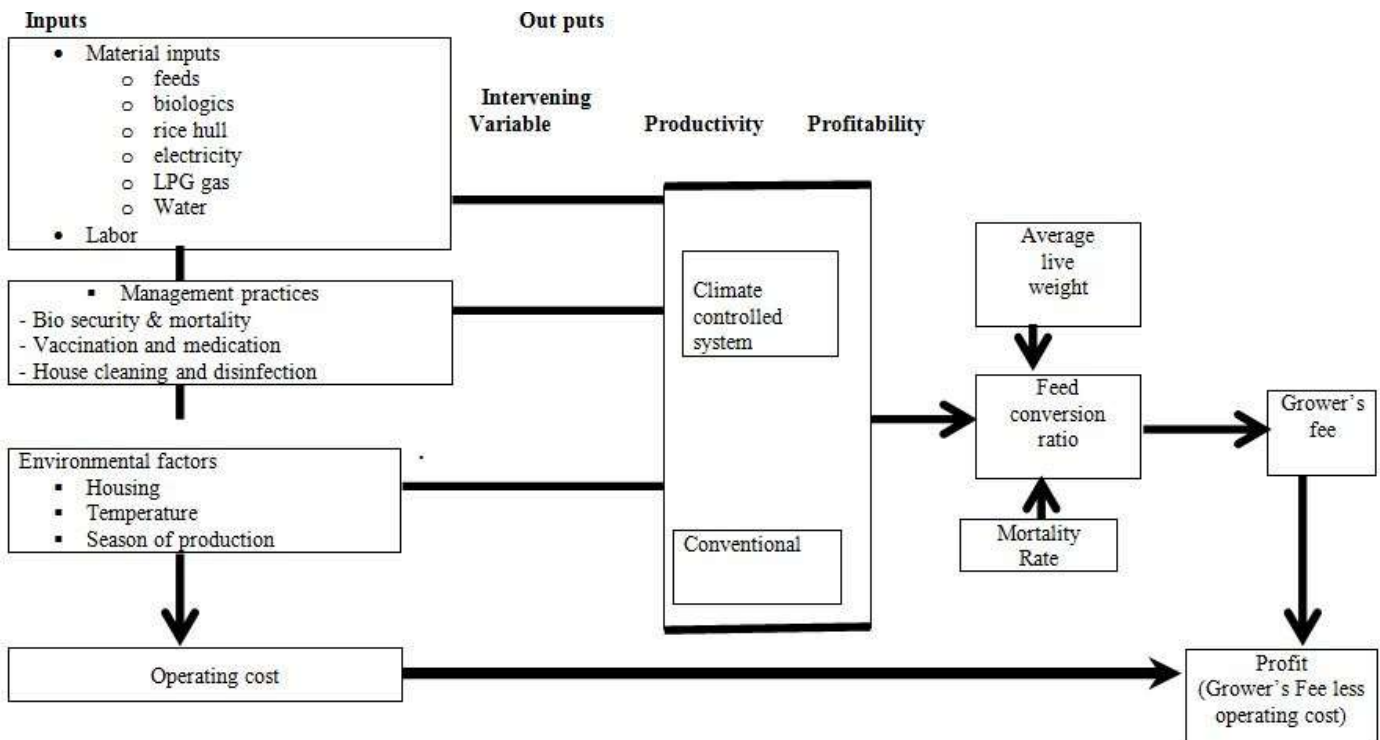 Inputs
Out puts
• Material inputs
o feeds
o biologics
o rice hull
o electricity
o LPG gas
o Water
• Labor
Intervening
Variable
Productivity
Profitability
▪ Management practices
- Bio security & mortality
- Vaccination and medication
- House cleaning and disinfection
Environmental factors
▪ Housing
▪ Temperature
▪ Season of production
Operating cost
Climate
controlled
system
Conventional
Average
live
weight
Feed
conversion
ratio
Mortality
Rate
Grower's
fee
Profit
(Grower's Fee less
operating cost)